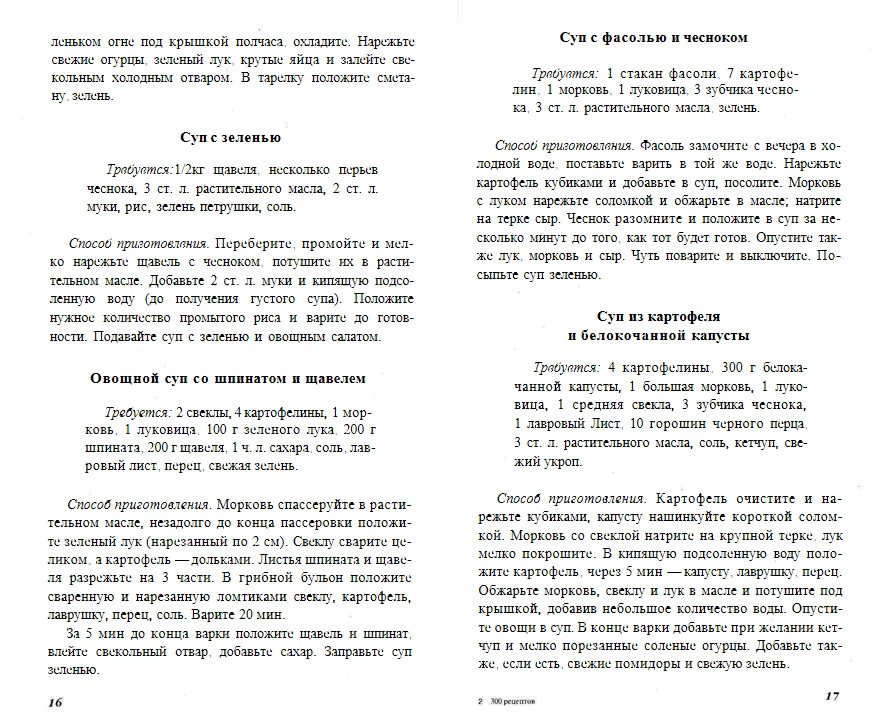 леньком огне под крышкой полчаса, охладите. Нарежьте
свежие огурцы, зеленый лук, крутые яйца и залейте све-
кольным холодным отваром. В тарелку положите смета-
ну, зелень.
Суп с зеленью
Требуется: 1/2кг щавеля, несколько перьев
чеснока, 3 ст. л. растительного масла, 2 ст. л.
муки, рис, зелень петрушки, соль.
Способ приготовления. Переберите, промойте и мел-
ко нарежьте щавель с чесноком, потушите их в расти-
тельном масле. Добавьте 2 ст. л. муки и кипящую подсо-
ленную воду (до получения густого супа). Положите
нужное количество промытого риса и варите до готов-
ности. Подавайте суп с зеленью и овощным салатом.
Овощной суп со шпинатом и щавелем
Требуется: 2 свеклы, 4 картофелины, 1 мор-
ковь, 1 луковица, 100 г зеленого лука, 200 г
шпината, 200 г щавеля, 1 ч. л. сахара, соль, лав-
ровый лист, перец, свежая зелень.
Способ приготовления. Морковь спассеруйте в расти-
тельном масле, незадолго до конца пассеровки положи-
те зеленый лук (нарезанный по 2 см). Свеклу сварите це-
ликом, а картофель — дольками. Листья шпината и щаве-
ля разрежьте на 3 части. В грибной бульон положите
сваренную и нарезанную ломтиками свеклу, картофель,
лаврушку, перец, соль. Варите 20 мин.
За 5 мин до конца варки положите щавель и шпинат,
влейте свекольный отвар, добавьте сахар. Заправьте суп
зеленью.
16
Суп с фасолью и чесноком
Требуется: 1 стакан фасоли, 7 картофе-
лин, 1 морковь, 1 луковица, 3 зубчика чесно-
ка, 3 ст. л. растительного масла, зелень.
Способ приготовления. Фасоль замочите с вечера в хо-
лодной воде, поставьте варить в той же воде. Нарежьте
картофель кубиками и добавьте в суп, посолите. Морковь
с луком нарежьте соломкой и обжарьте в масле; натрите
на терке сыр. Чеснок разомните и положите в суп за не-
сколько минут до того, как тот будет готов. Опустите так-
же лук, морковь и сыр. Чуть поварите и выключите. По-
сыпьте суп зеленью.
Суп из картофеля
и белокочанной капусты
Требуется: 4 картофелины, 300 г белока-
чанной капусты, 1 большая морковь, 1 луко-
вица, 1 средняя свекла, 3 зубчика чеснока,
1 лавровый Лист, 10 горошин черного перца,
3 ст. л. растительного масла, соль, кетчуп, све-
жий укроп.
Способ приготовления. Картофель очистите и на-
режьте кубиками, капусту нашинкуйте короткой солом-
кой. Морковь со свеклой натрите на крупной терке, лук
мелко покрошите. В кипящую подсоленную воду поло-
жите картофель, через 5 мин — капусту, лаврушку, перец.
Обжарьте морковь, свеклу и лук в масле и потушите под
крышкой, добавив небольшое количество воды. Опусти-
те овощи в суп. В конце варки добавьте при желании кет-
чуп и мелко порезанные соленые огурцы. Добавьте так-
же, если есть, свежие помидоры и свежую зелень.
2 300 рецептов
17